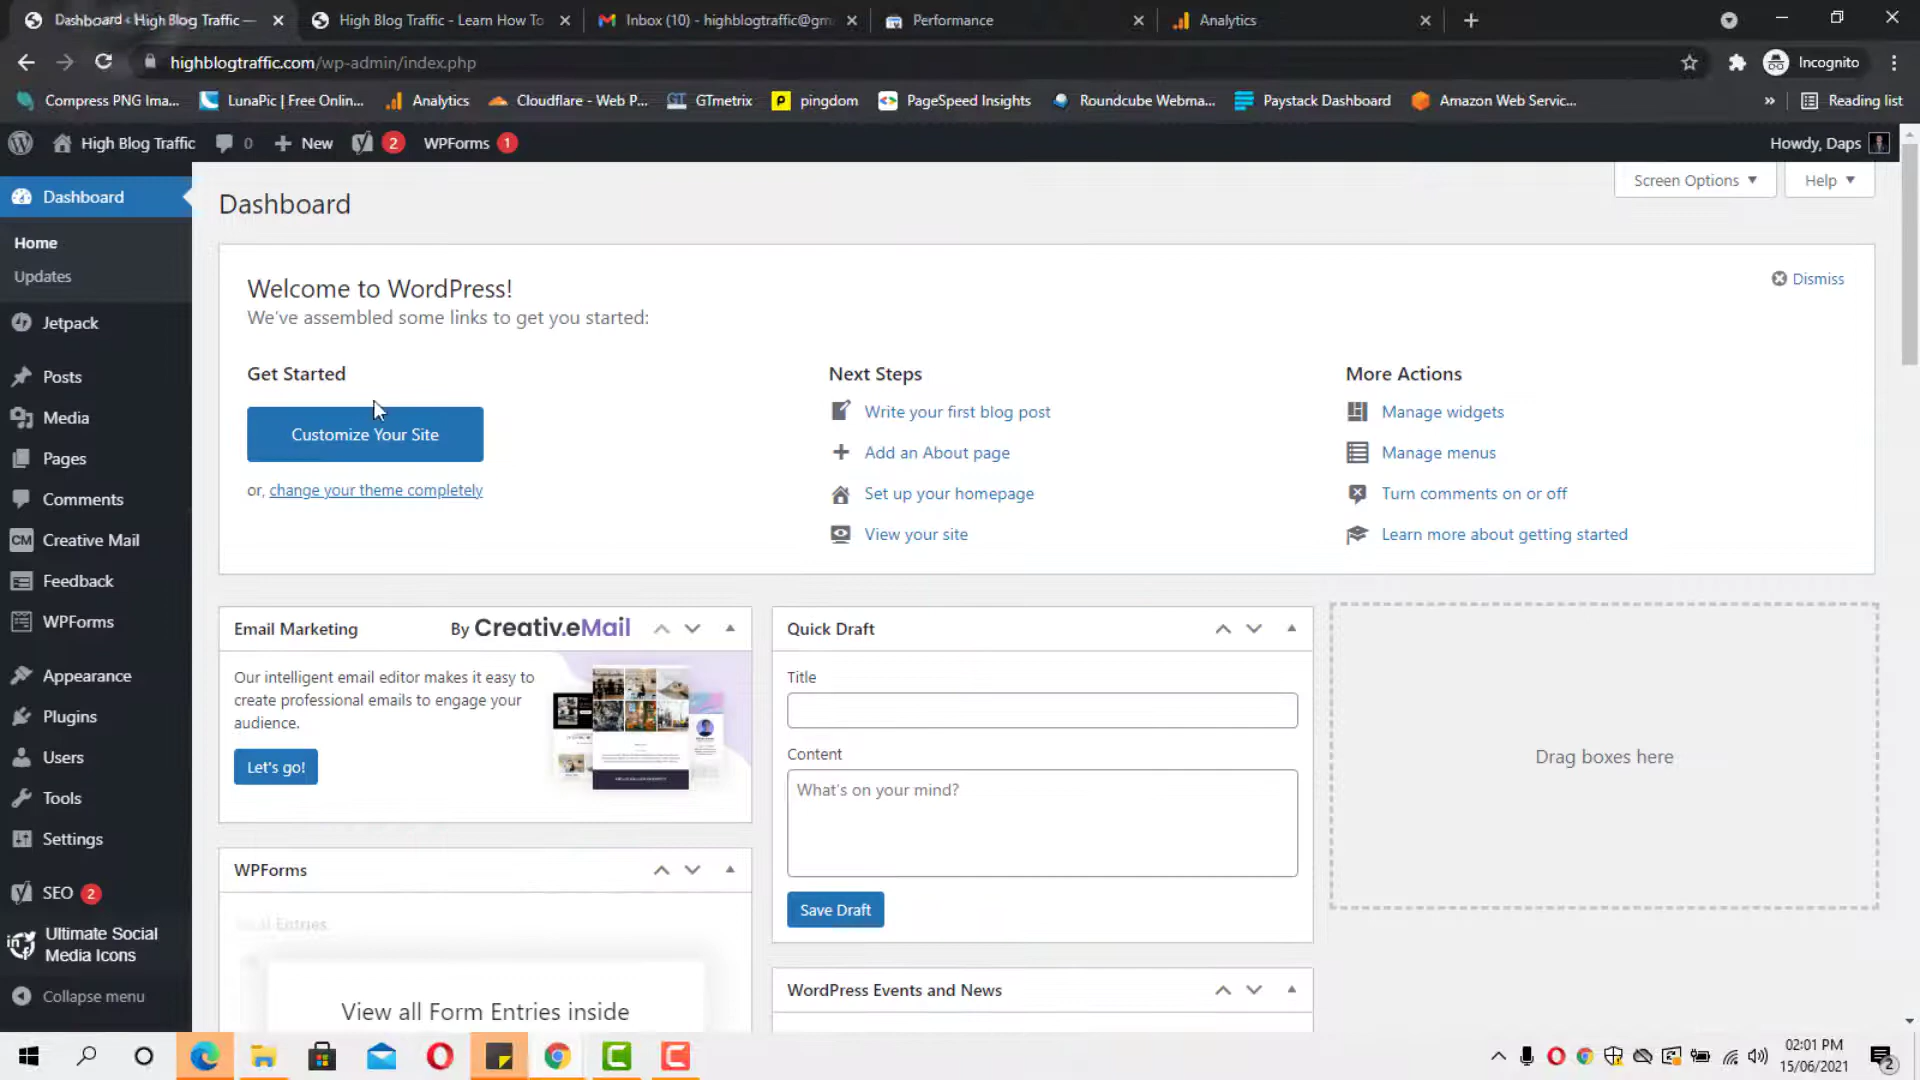 Dashboard ‹ High Blog Traffic —
High Blog Traffic - Learn How To
Inbox (10) - highblogtraffic@gm
Performance
Analytics
highblogtraffic.com/wp-admin/index.php
Incognito
Compress PNG Ima...
LunaPic | Free Onlin...
Analytics
Cloudflare - Web P...
GTmetrix
pingdom
PageSpeed Insights
Roundcube Webma...
Paystack Dashboard
Amazon Web Servic...
»
Reading list
High Blog Traffic
0
New
2
WPForms
1
Howdy, Daps
Dashboard
Home
Updates
Jetpack
Posts
Media
Pages
Comments
Creative Mail
Feedback
WPForms
Appearance
Plugins
Users
Tools
Settings
SEO 2
Ultimate Social
Media Icons
Collapse menu
Screen Options
Help
Dashboard
Welcome to WordPress!
We've assembled some links to get you started:
Dismiss
Get Started
Customize Your Site
or, change your theme completely
Next Steps
Write your first blog post
Add an About page
Set up your homepage
View your site
More Actions
Manage widgets
Manage menus
Turn comments on or off
Learn more about getting started
Email Marketing
By Creativ.eMail
Our intelligent email editor makes it easy to
create professional emails to engage your
audience.
Let's go!
WPForms
Entries
View all Form Entries inside
Quick Draft
Title
Content
What's on your mind?
Save Draft
WordPress Events and News
Drag boxes here
02:01 PM
15/06/2021
2